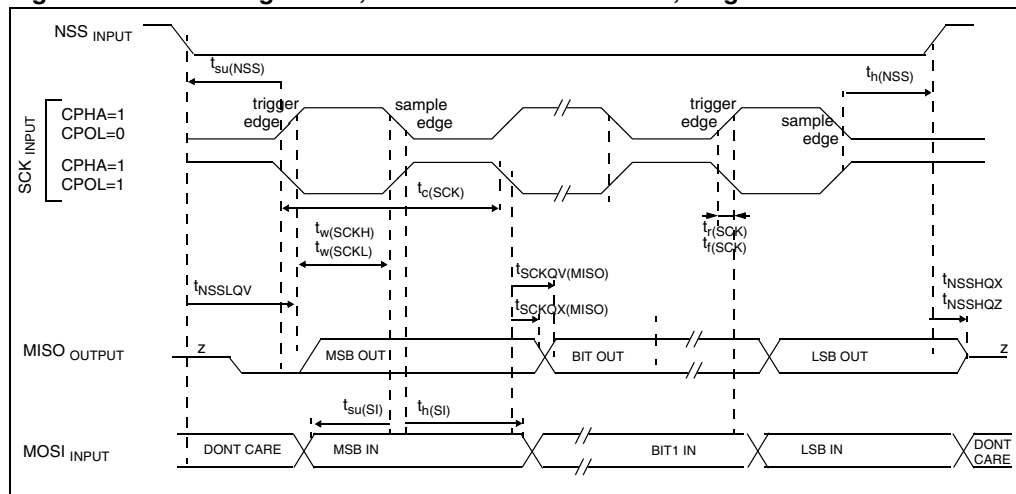 NSS INPUT
tsu(NSS)
th(NSS)
SCK INPUT
CPHA=1
CPOL=0
CPHA=1
CPOL=1
trigger
edge
sample
edge
trigger
edge
sample
edge
tc(SCK)
tw(SCKH)
tw(SCKL)
tr(SCK)
tf(SCK)
tNSSLQV
tSCKQV(MISO)
tSCKQX(MISO)
tNSSHQX
tNSSHQZ
MISO OUTPUT
z
MSB OUT
BIT OUT
LSB OUT
z
tsu(SI)
th(SI)
MOSI INPUT
DONT CARE
MSB IN
BIT1 IN
LSB IN
DONT
CARE